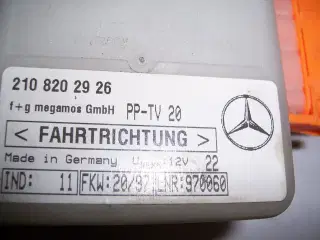 210 820 29 26
f+g megamos GmbH PP-TV 20
< FAHRTRICHTUNG >
Made in Germany 12V 22
IND: 11 FKW:20/97 LNR:970060